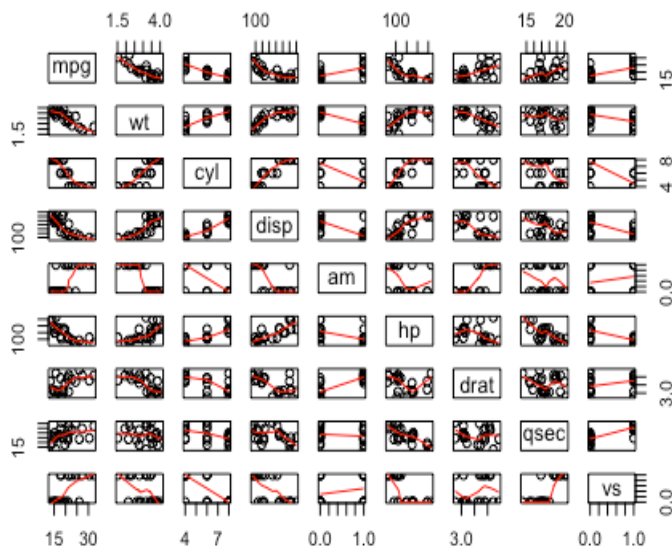 1.5 4.0 100 100 15 20
mpg 15
1.5 wt
cyl 4 8
100 disp
am 0.0
100 hp
drat 3.0
15 qsec
vs 0.0
15 30 4 7 0.0 1.0 3.0 0.0 1.0